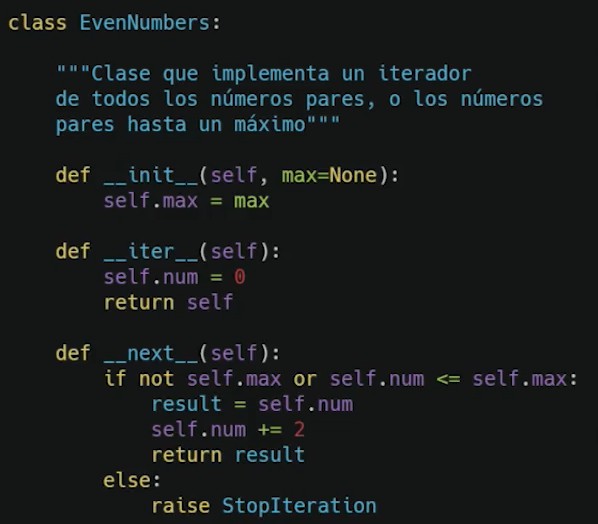 class EvenNumbers:
    """Clase que implementa un iterador
    de todos los números pares, o los números
    pares hasta un máximo"""
    def __init__(self, max=None):
        self.max = max
    def __iter__(self):
        self.num = 0
        return self
    def __next__(self):
        if not self.max or self.num <= self.max:
            result = self.num
            self.num += 2
            return result
        else:
            raise StopIteration